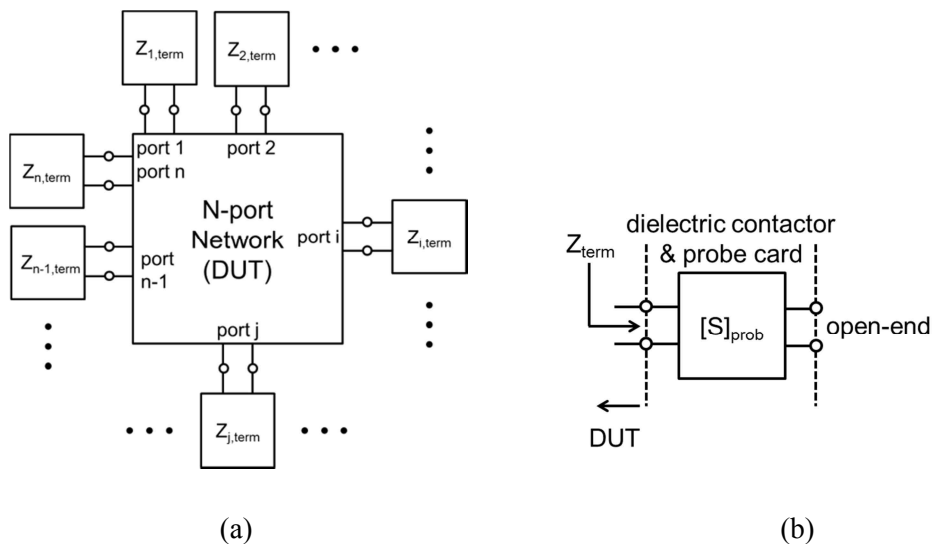 Z1,term
Z2,term
port 1
port 2
port n
Zn,term
N-port
Network
(DUT)
port i
Zi,term
Zn-1,term
port
n-1
port j
Zj,term
dielectric contactor
& probe card
Zterm
[S]prob
open-end
DUT
(a)
(b)